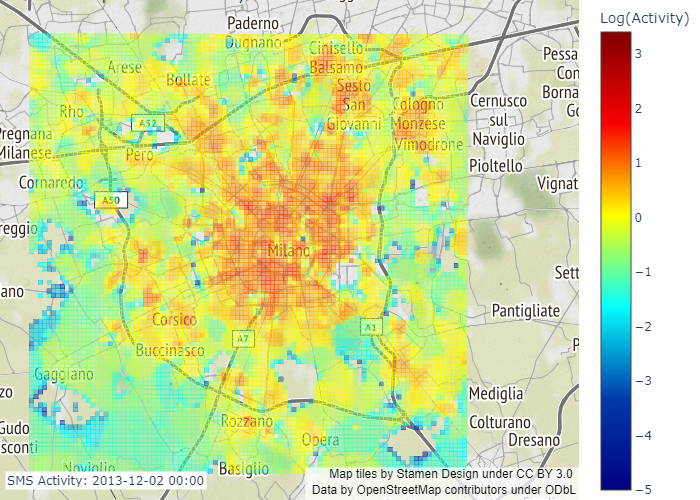 Paderno
Dugnano
Cinisello
Balsamo
Arese
Bollate
Sesto
San
Giovanni
Rho
Cologno
Monzese
Vimodrone
Cernusco
sul
Naviglio
Pioltello
Pessa
Con
Borna
Go
A52
Pregnana
Milanese
Pero
Cornaredo
A50
Vignat
reggio
Milano
Sett
ano
Pantigliate
Corsico
A7
A1
Buccinasco
P
Gaggiano
zo
Mediglia
Rozzano
Colturano
Gudo
sconti
Opera
Dresano
Noviglio
Basiglio
SMS Activity: 2013-12-02 00:00
Map tiles by Stamen Design under CC BY 3.0
Data by OpenStreetMap contributors under ODbL
Log(Activity)
3
2
1
0
−1
−2
−3
−4
−5